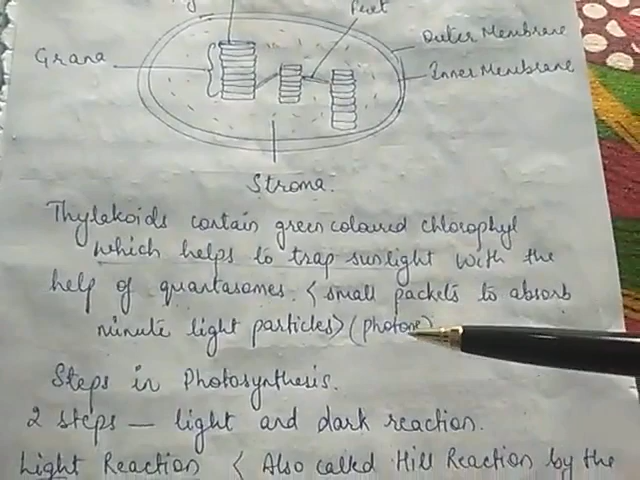 Outer Membrane
Grana
Inner Membrane
Stroma.
Thylakoids contain green coloured chlorophyl
which helps to trap sunlight with the
help of quantasomes. < small packets to absorb
minute light particles> (photone)
Steps in Photosynthesis.
2 steps — light and dark reaction.
Light Reaction < Also called Hill Reaction by the